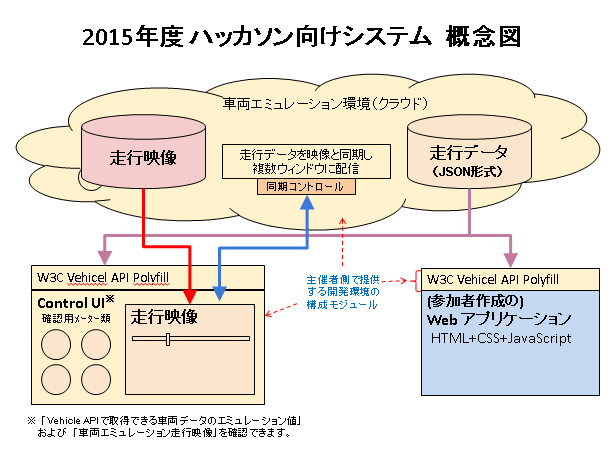 2015年度 ハッカソン向けシステム 概念図
車両エミュレーション環境(クラウド)
走行映像
走行データを映像と同期し
複数ウィンドウに配信
同期コントロール
走行データ
(JSON形式)
W3C Vehicel API Polyfill
Control UI※
確認用メーター類
走行映像
主催者側で提供
する開発環境の
構成モジュール
W3C Vehicel API Polyfill
(参加者作成の)
Web アプリケーション
HTML+CSS+JavaScript
※ 「Vehicle APIで取得できる車両データのエミュレーション値」
および 「車両エミュレーション走行映像」を確認できます。